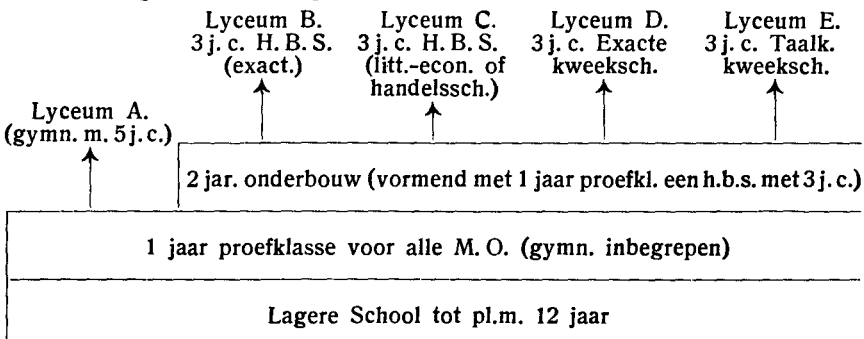 Lyceum B.
3 j. c. H. B. S.
(exact.)
Lyceum C.
3 j. c. H. B. S.
(litt.-econ. of
handelssch.)
Lyceum D.
3 j. c. Exacte
kweeksch.
Lyceum E.
3 j. c. Taalk.
kweeksch.
Lyceum A.
(gymn. m. 5 j. c.)
2 jar. onderbouw (vormend met 1 jaar proefkl. een h.b.s. met 3 j. c.)
1 jaar proefklasse voor alle M. O. (gymn. inbegrepen)
Lagere School tot pl.m. 12 jaar